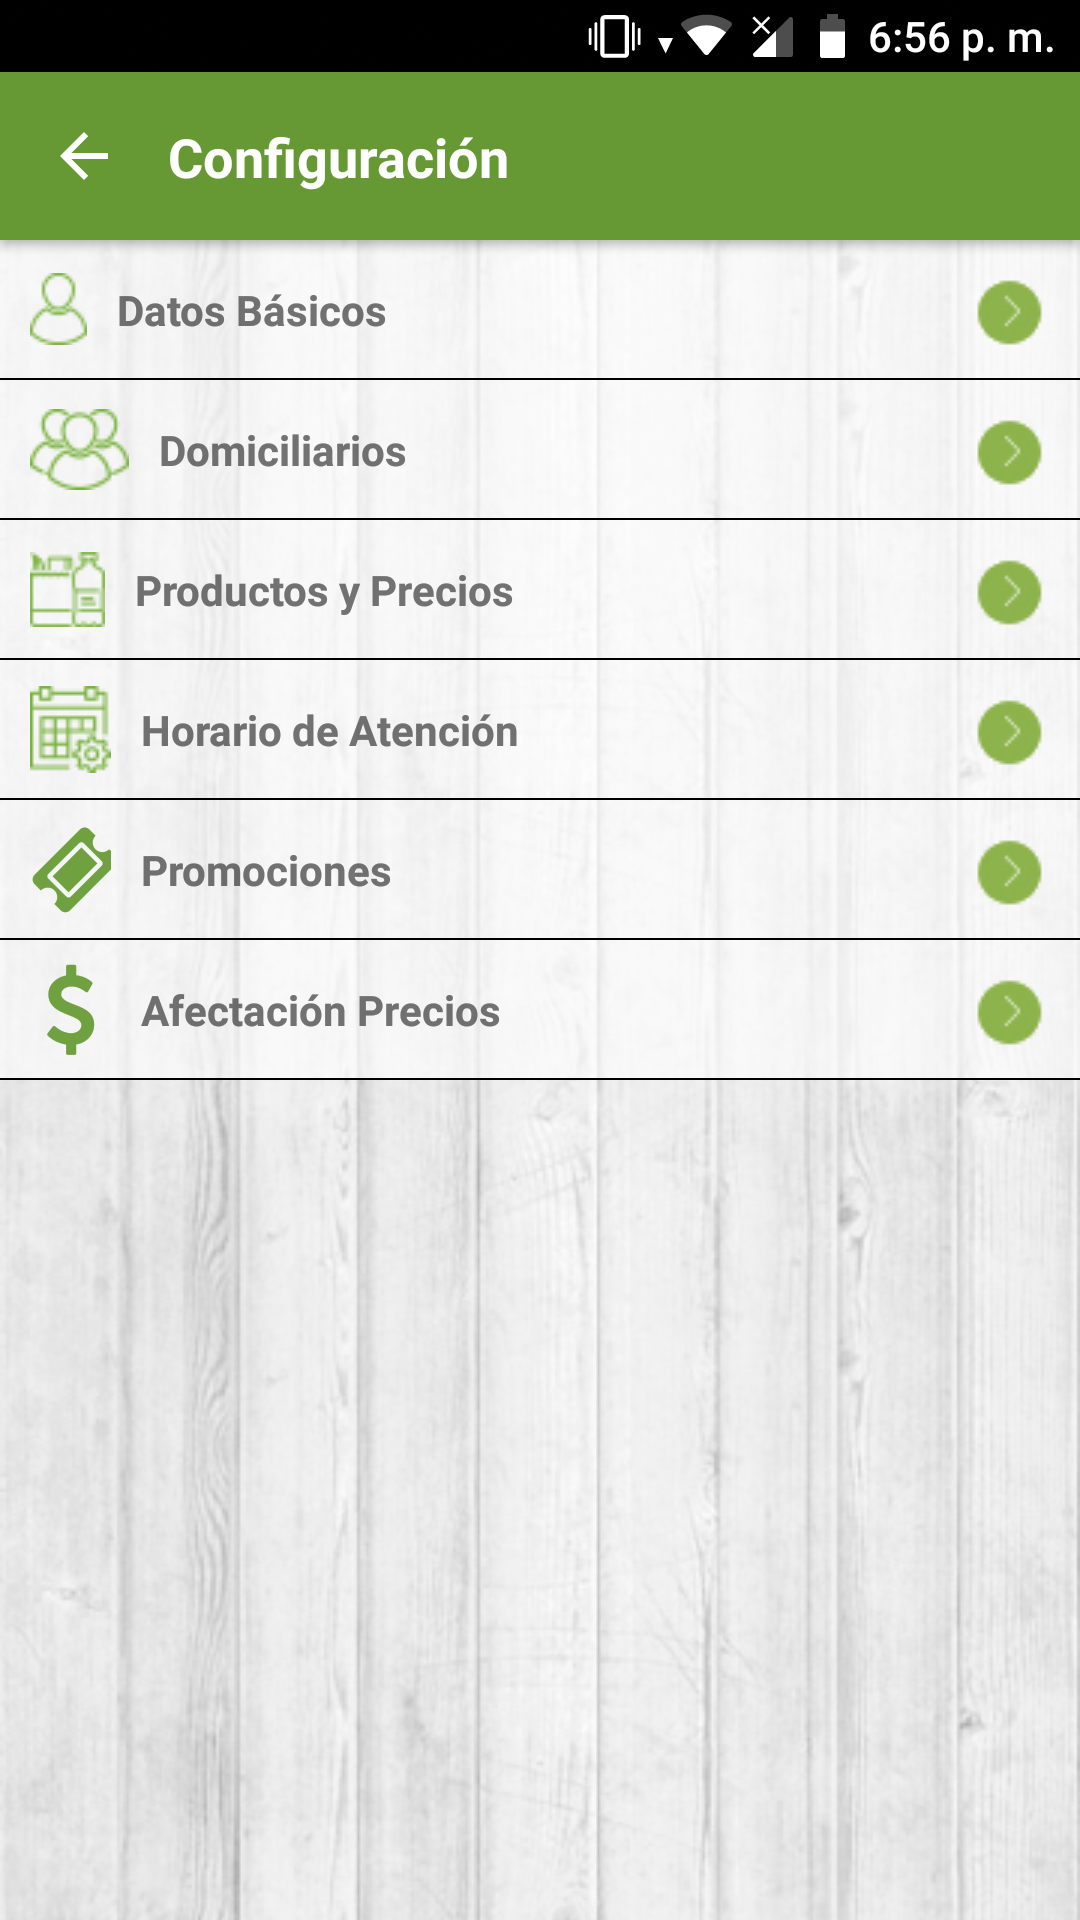 6:56 p. m.
Configuración
Datos Básicos
Domiciliarios
Productos y Precios
Horario de Atención
Promociones
Afectación Precios